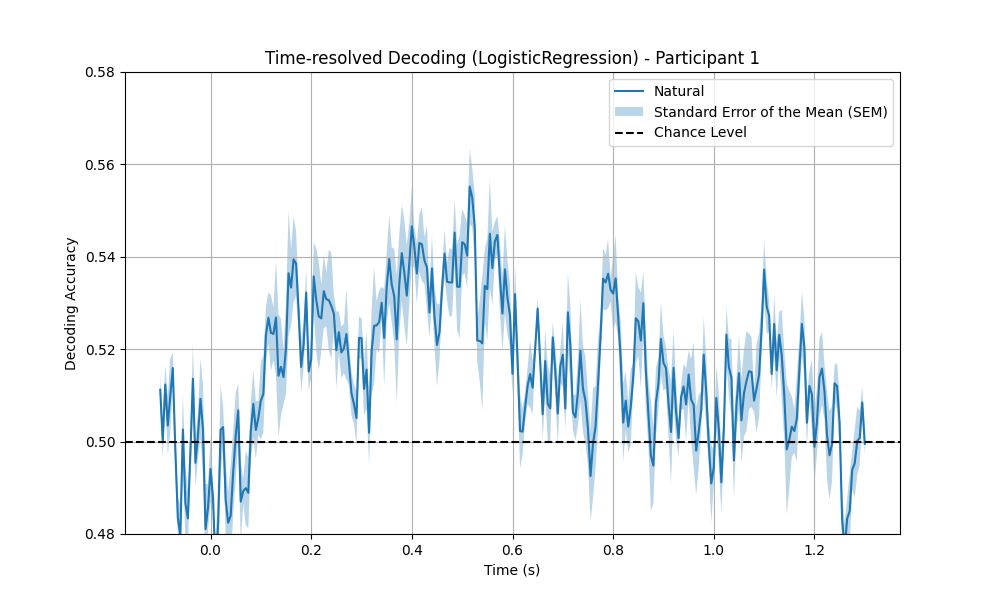 Time-resolved Decoding (LogisticRegression) - Participant 1
Natural
Standard Error of the Mean (SEM)
Chance Level
Decoding Accuracy
0.58
0.56
0.54
0.52
0.50
0.48
0.0 0.2 0.4 0.6 0.8 1.0 1.2
Time (s)